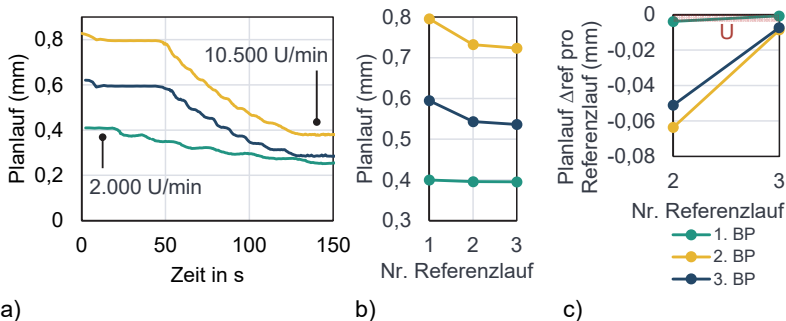 0,8
0,6
0,4
0,2
0
Planlauf (mm)
10.500 U/min
2.000 U/min
0 50 100 150
Zeit in s
a)
0,8
0,7
0,6
0,5
0,4
0,3
Planlauf (mm)
1 2 3
Nr. Referenzlauf
b)
0
-0,02
-0,04
-0,06
-0,08
Planlauf Δref pro
Referenzlauf (mm)
U
2 3
Nr. Referenzlauf
1. BP
2. BP
3. BP
c)